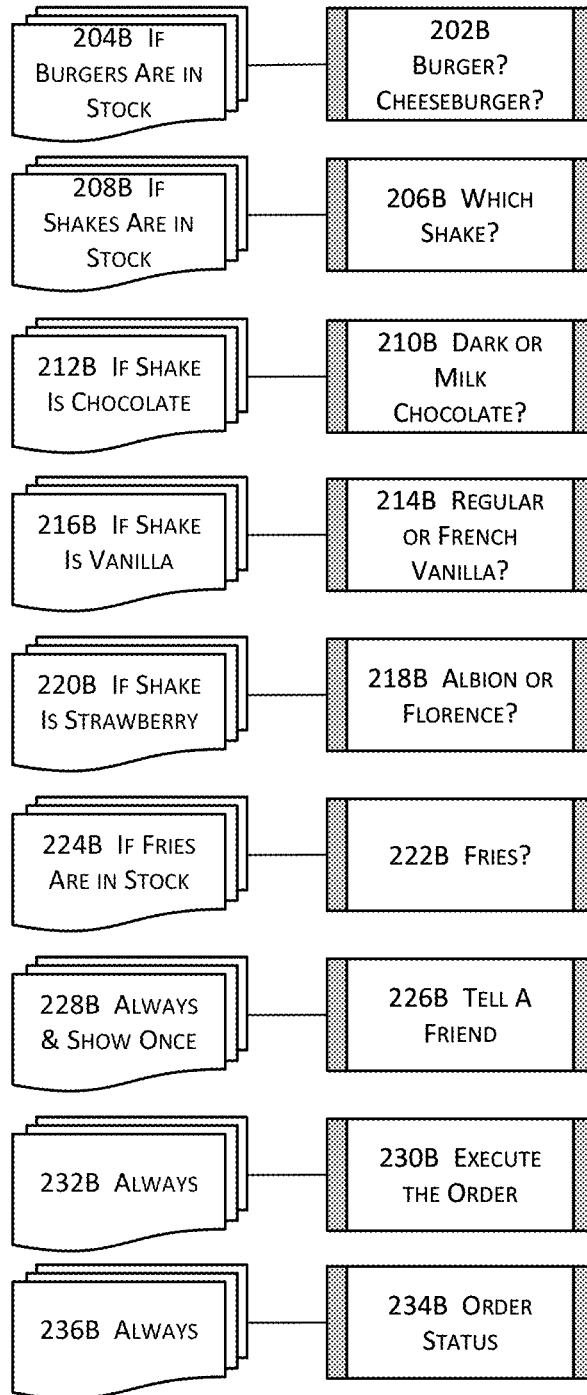 204B IF
BURGERS ARE IN
STOCK
202B
BURGER?
CHEESEBURGER?
208B IF
SHAKES ARE IN
STOCK
206B WHICH
SHAKE?
212B IF SHAKE
IS CHOCOLATE
210B DARK OR
MILK
CHOCOLATE?
216B IF SHAKE
IS VANILLA
214B REGULAR
OR FRENCH
VANILLA?
220B IF SHAKE
IS STRAWBERRY
218B ALBION OR
FLORENCE?
224B IF FRIES
ARE IN STOCK
222B FRIES?
228B ALWAYS
& SHOW ONCE
226B TELL A
FRIEND
232B ALWAYS
230B EXECUTE
THE ORDER
236B ALWAYS
234B ORDER
STATUS